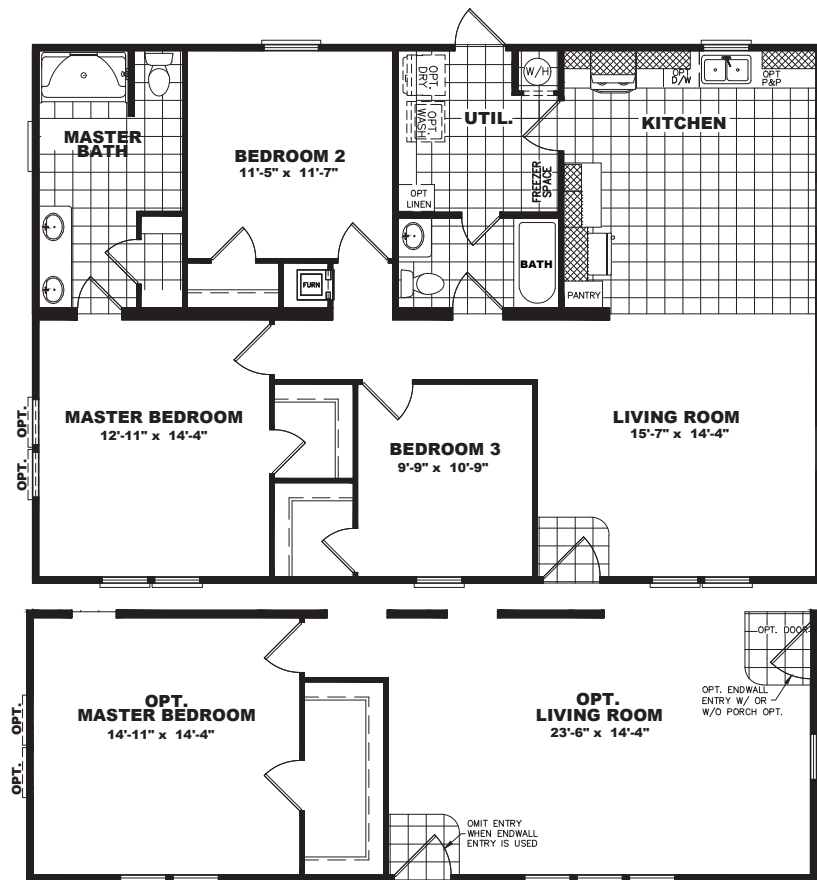 OPT. DRY
OPT. WASH
W/H
OPT D/W
OPT P&P
MASTER
BATH
UTIL.
KITCHEN
BEDROOM 2
11'-5" x 11'-7"
FREEZER
SPACE
OPT
LINEN
BATH
FURN
PANTRY
MASTER BEDROOM
12'-11" x 14'-4"
OPT.
OPT.
BEDROOM 3
9'-9" x 10'-9"
LIVING ROOM
15'-7" x 14'-4"
OPT. DOOR
OPT. ENDWALL
ENTRY W/ OR
W/O PORCH OPT.
OPT.
MASTER BEDROOM
14'-11" x 14'-4"
OPT.
OPT.
OPT.
LIVING ROOM
23'-6" x 14'-4"
OMIT ENTRY
WHEN ENDWALL
ENTRY IS USED